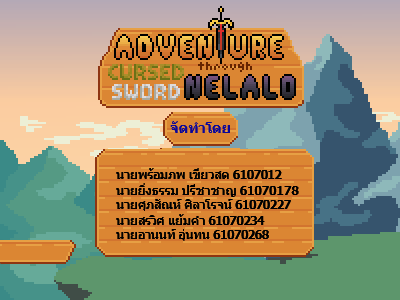 ADVENTURE
through
CURSED
SWORD
NELALO
จัดทำโดย
นายพร้อมภพ เขียวสด 6107012
นายยิ่งธรรม ปรีชาชาญ 61070178
นายศุภสิณห์ ศิลาโรจน์ 61070227
นายสรวิศ แย้มคำ 61070234
นายอานนท์ อุ่นทน 61070268